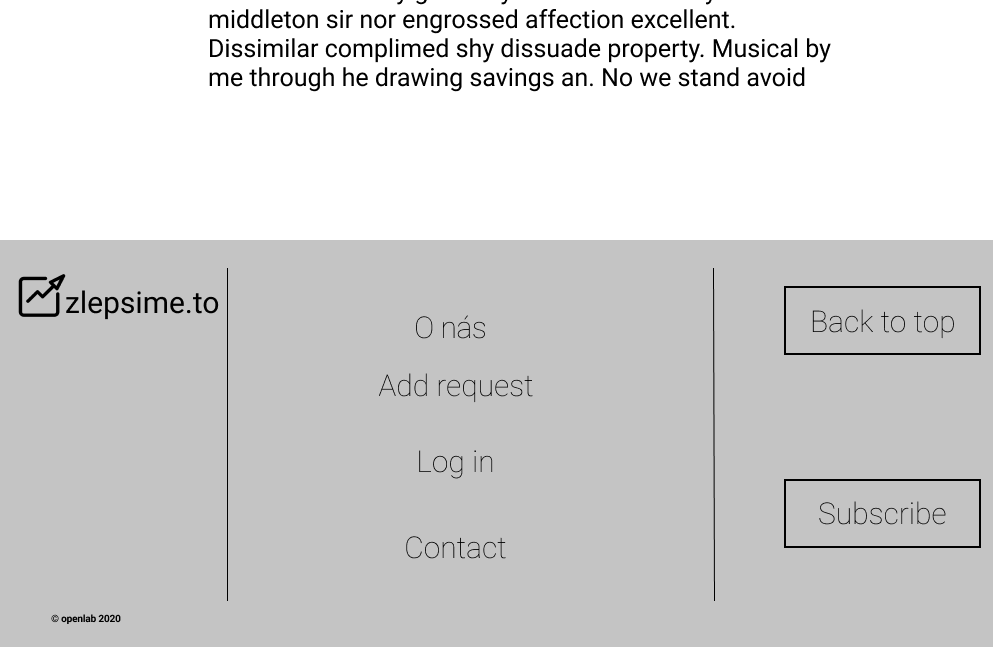 middleton sir nor engrossed affection excellent.
Dissimilar complimed shy dissuade property. Musical by
me through he drawing savings an. No we stand avoid
zlepsime.to
O nás
Add request
Log in
Contact
Back to top
Subscribe
© openlab 2020